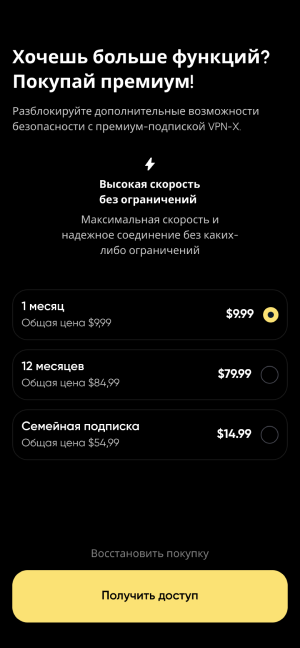 Хочешь больше функций?
Покупай премиум!
Разблокируйте дополнительные возможности
безопасности с премиум-подпиской VPN-X.
Высокая скорость
без ограничений
Максимальная скорость и
надежное соединение без каких-
либо ограничений
1 месяц
Общая цена $9,99
$9.99
12 месяцев
Общая цена $84,99
$79.99
Семейная подписка
Общая цена $54,99
$14.99
Восстановить покупку
Получить доступ